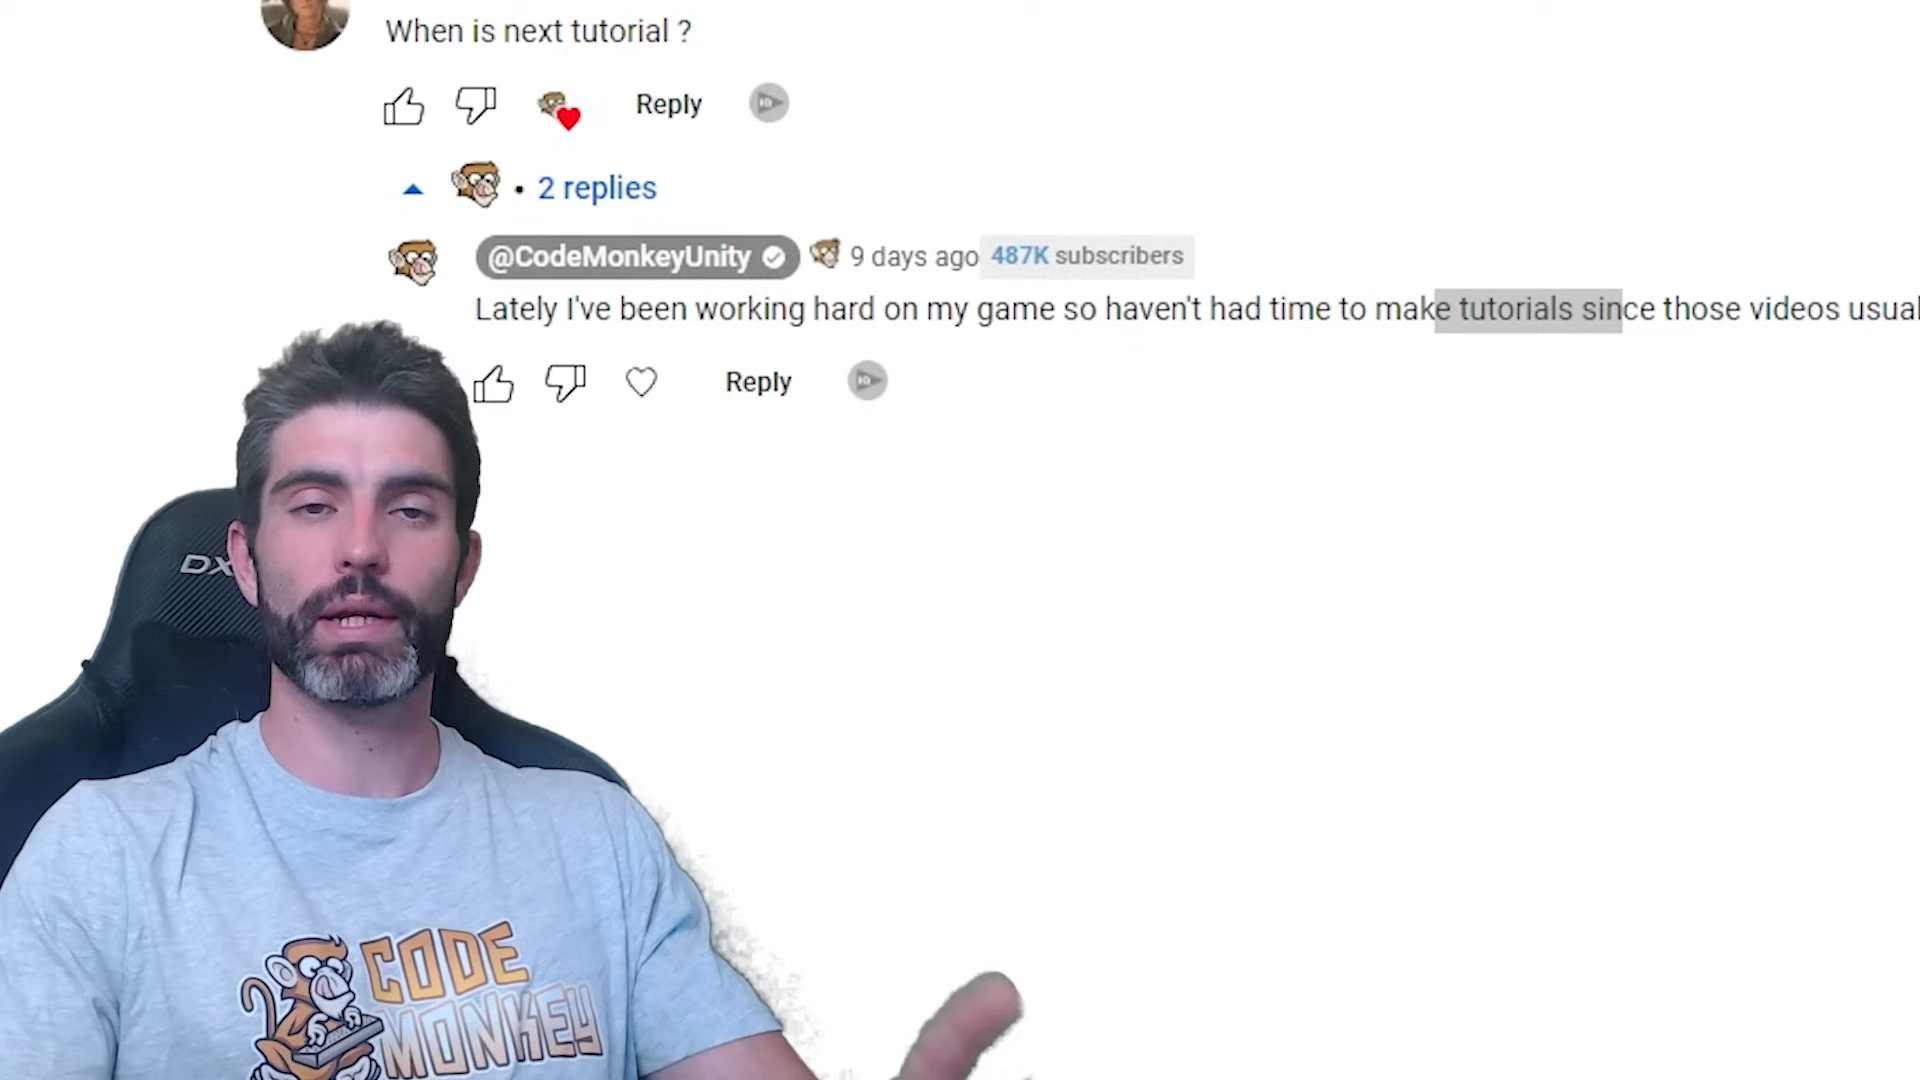 When is next tutorial ?
Reply
• 2 replies
@CodeMonkeyUnity 9 days ago 487K subscribers
Lately I've been working hard on my game so haven't had time to make tutorials since those videos usual
Reply
DX
CODE
MONKEY